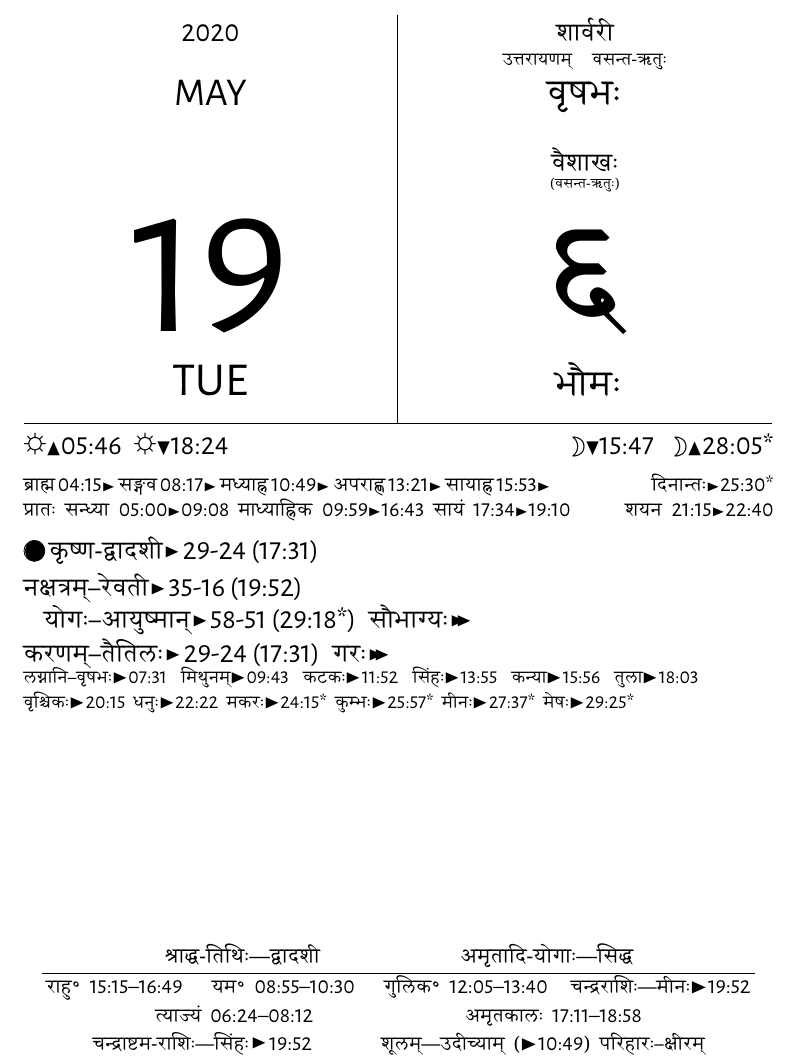 2020
MAY
19
TUE
शार्वरी
उत्तरायणम् वसन्त-ऋतुः
वृषभः
वैशाखः
(वसन्त-ऋतुः)
६
भौमः
☼▲05:46 ☼▼18:24 ☽▼15:47 ☽▲28:05*
ब्राह्म04:15► सङ्गव08:17► मध्याह्न10:49► अपराह्ण13:21► सायाह्न15:53► दिनान्तः►25:30*
प्रातः सन्ध्या 05:00►09:08 माध्याह्निक 09:59►16:43 सायं 17:34►19:10 शयन 21:15►22:40
●कृष्ण-द्वादशी►29-24 (17:31)
नक्षत्रम्–रेवती►35-16 (19:52)
योगः–आयुष्मान्►58-51 (29:18*) सौभाग्यः►►
करणम्–तैतिलः►29-24 (17:31) गरः►►
लग्नानि–वृषभः►07:31 मिथुनम्►09:43 कटकः►11:52 सिंहः►13:55 कन्या►15:56 तुला►18:03
वृश्चिकः►20:15 धनुः►22:22 मकरः►24:15* कुम्भः►25:57* मीनः►27:37* मेषः►29:25*
श्राद्ध-तिथिः—द्वादशी अमृतादि-योगाः—सिद्ध
राहु° 15:15–16:49 यम° 08:55–10:30 गुलिक° 12:05–13:40 चन्द्रराशिः—मीनः►19:52
त्याज्यं 06:24–08:12 अमृतकालः 17:11–18:58
चन्द्राष्टम-राशिः—सिंहः►19:52 शूलम्—उदीच्याम् (►10:49) परिहारः–क्षीरम्